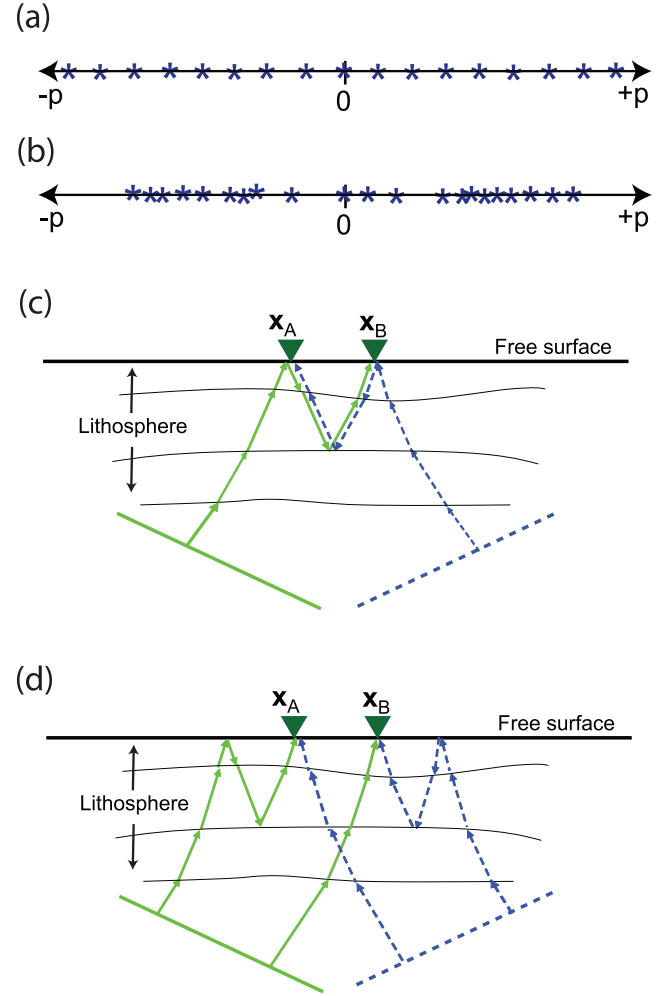 (a)
-p 0 +p
(b)
-p 0 +p
(c)
xA xB
Free surface
Lithosphere
(d)
xA xB
Free surface
Lithosphere